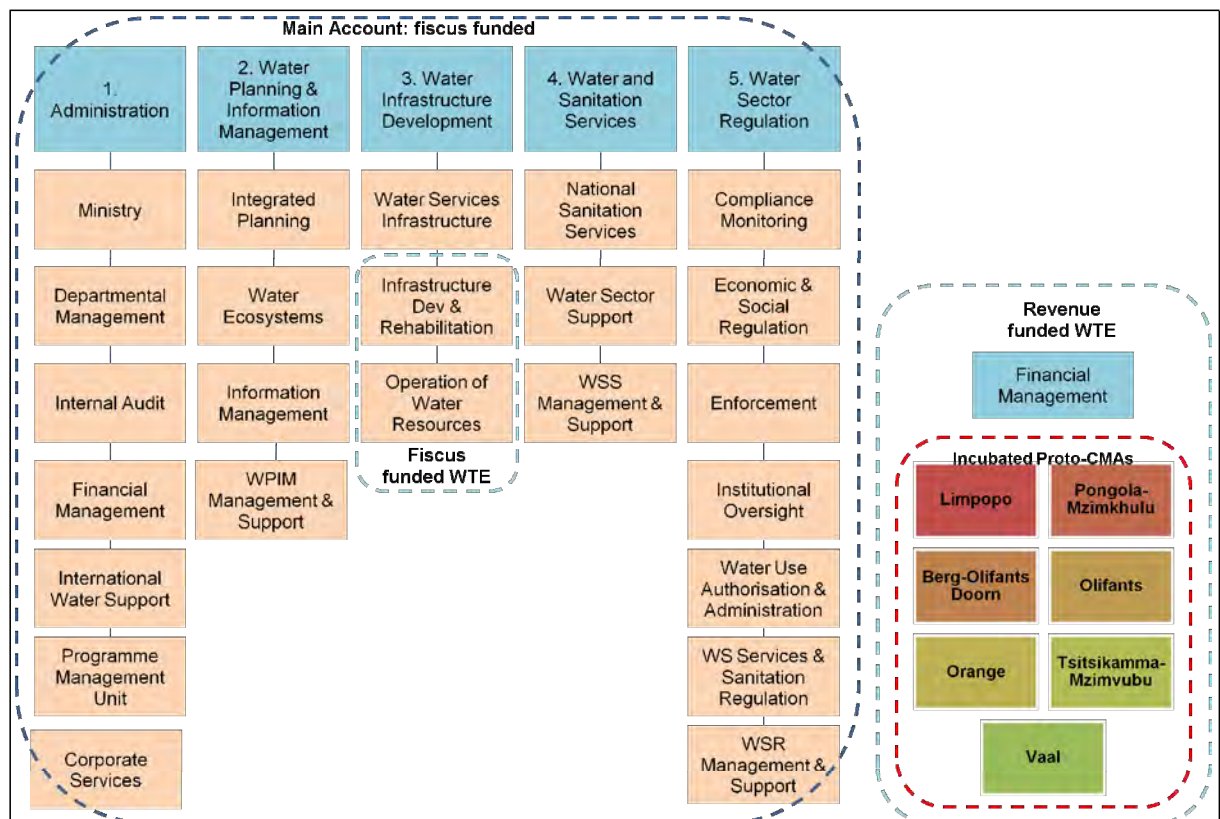 Main Account: fiscus funded
1.
Administration
Ministry
Departmental
Management
Internal Audit
Financial
Management
International
Water Support
Programme
Management
Unit
Corporate
Services
2. Water
Planning &
Information
Management
Integrated
Planning
Water
Ecosystems
Information
Management
WPIM
Management &
Support
3. Water
Infrastructure
Development
Water Services
Infrastructure
Infrastructure
Dev &
Rehabilitation
Operation of
Water
Resources
Fiscus
funded WTE
4. Water and
Sanitation
Services
National
Sanitation
Services
Water Sector
Support
WSS
Management &
Support
5. Water
Sector
Regulation
Compliance
Monitoring
Economic &
Social
Regulation
Enforcement
Institutional
Oversight
Water Use
Authorisation &
Administration
WS Services &
Sanitation
Regulation
WSR
Management &
Support
Revenue
funded WTE
Financial
Management
Incubated Proto-CMAs
Limpopo
Pongola-
Mzimkhulu
Berg-Olifants
Doorn
Olifants
Orange
Tsitsikamma-
Mzimvubu
Vaal